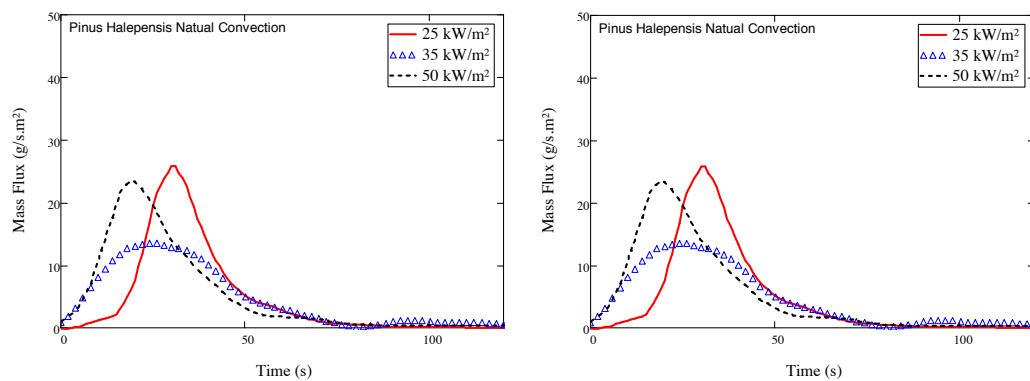 Pinus Halepensis Natual Convection
25 kW/m²
35 kW/m²
50 kW/m²
50
40
30
20
10
0
Mass Flux (g/s.m²)
0 50 100
Time (s)
Pinus Halepensis Natual Convection
25 kW/m²
35 kW/m²
50 kW/m²
50
40
30
20
10
0
Mass Flux (g/s.m²)
0 50 100
Time (s)